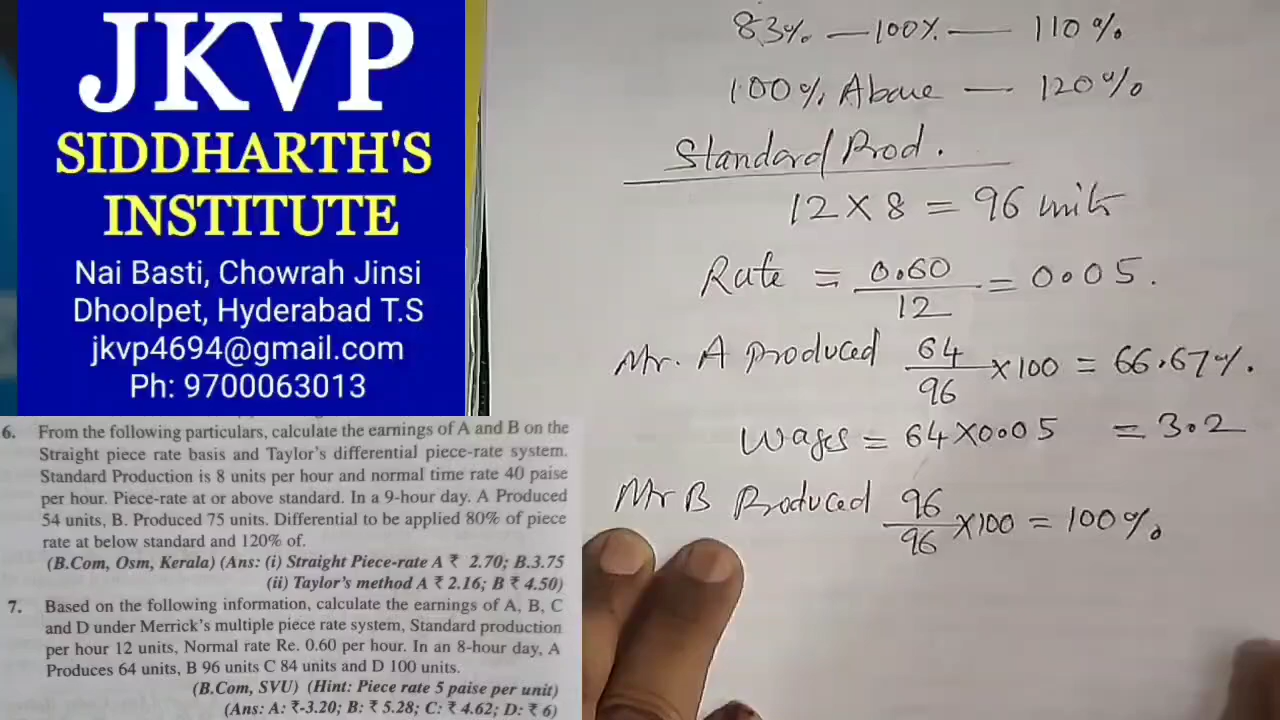 JKVP
SIDDHARTH'S
INSTITUTE
Nai Basti, Chowrah Jinsi
Dhoolpet, Hyderabad T.S
jkvp4694@gmail.com
Ph: 9700063013
6. From the following particulars, calculate the earnings of A and B on the
Straight piece rate basis and Taylor's differential piece-rate system.
Standard Production is 8 units per hour and normal time rate 40 paise
per hour. Piece-rate at or above standard. In a 9-hour day. A Produced
54 units, B. Produced 75 units. Differential to be applied 80% of piece
rate at below standard and 120% of.
(B.Com, Osm, Kerala) (Ans: (i) Straight Piece-rate A ₹ 2.70; B.3.75
(ii) Taylor's method A ₹ 2.16; B ₹ 4.50)
7. Based on the following information, calculate the earnings of A, B, C
and D under Merrick's multiple piece rate system, Standard production
per hour 12 units, Normal rate Re. 0.60 per hour. In an 8-hour day, A
Produces 64 units, B 96 units C 84 units and D 100 units.
(B.Com, SVU) (Hint: Piece rate 5 paise per unit)
(Ans: A: ₹-3.20; B: ₹ 5.28; C: ₹ 4.62; D: ₹ 6)
83% — 100% — 110%
100% Above — 120%
Standard Prod.
12 X 8 = 96 units
Rate = 0.60 / 12 = 0.05.
Mr. A produced 64 / 96 X 100 = 66.67%.
Wages = 64 X 0.05 = 3.2
Mr B Produced 96 / 96 X 100 = 100%.